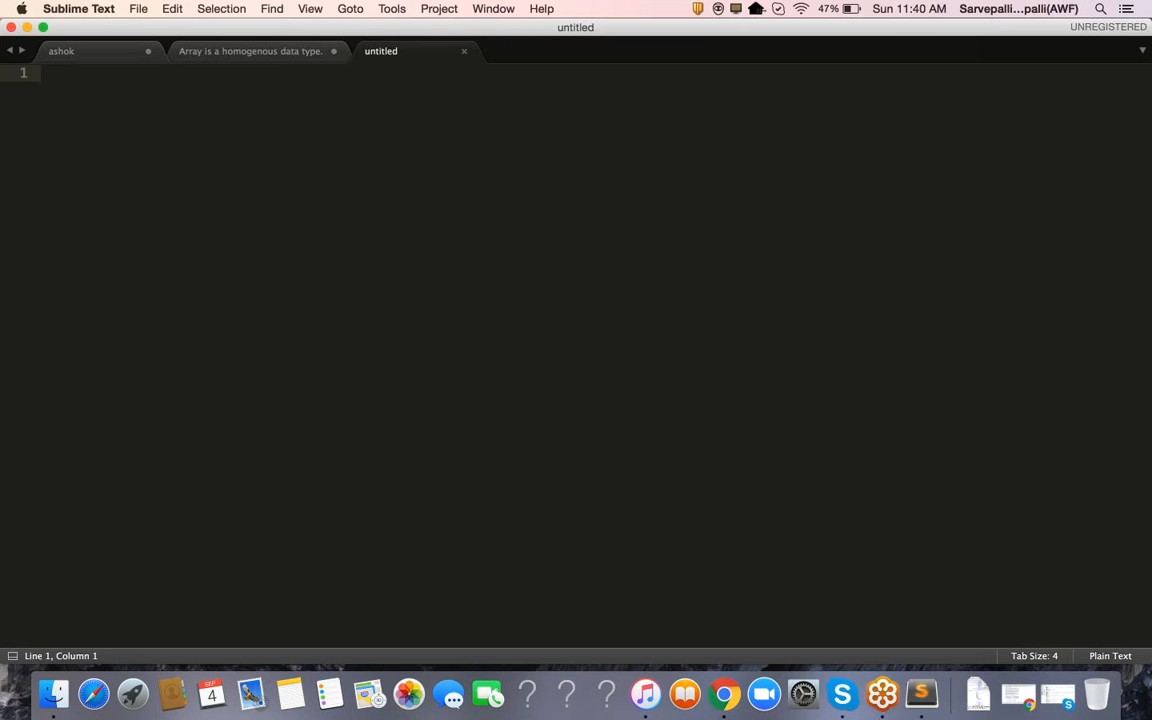 Sublime Text File Edit Selection Find View Goto Tools Project Window Help 47% Sun 11:40 AM Sarvepalli...palli(AWF)
untitled UNREGISTERED
ashok Array is a homogenous data type. untitled
1
Line 1, Column 1 Tab Size: 4 Plain Text
SEP
4